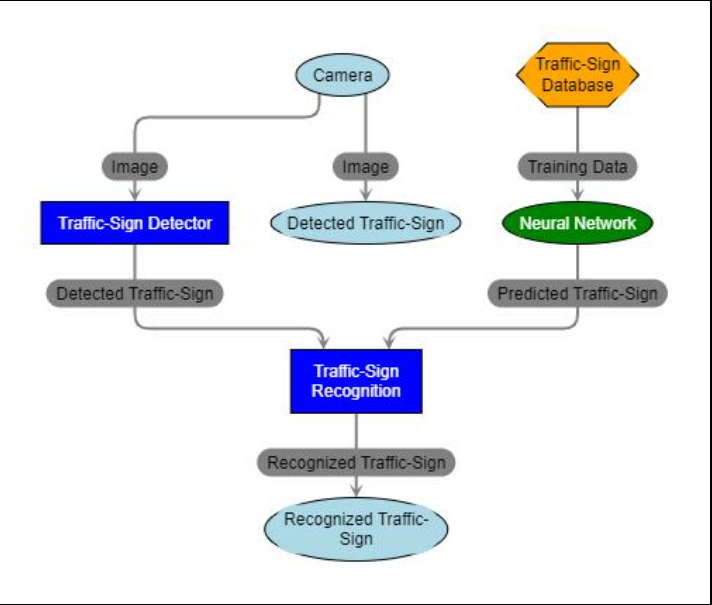 Camera
Traffic-Sign
Database
Image
Image
Training Data
Traffic-Sign Detector
Detected Traffic-Sign
Neural Network
Detected Traffic-Sign
Predicted Traffic-Sign
Traffic-Sign
Recognition
Recognized Traffic-Sign
Recognized Traffic-
Sign